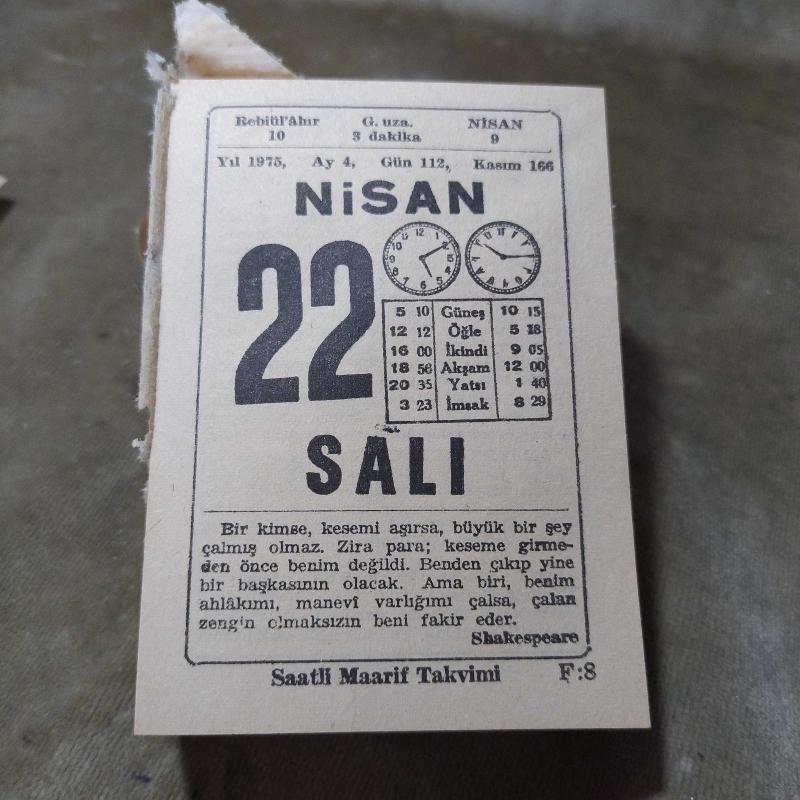 Rebiül'âhır G. uza. NİSAN
10 3 dakika 9
Yıl 1975, Ay 4, Gün 112, Kasım 166
NiSAN
22
5 10 Güneş 10 15
12 12 Öğle 5 18
16 00 İkindi 9 05
18 56 Akşam 12 00
20 35 Yatsı 1 40
3 23 İmsak 8 29
SALI
Bir kimse, kesemi aşırsa, büyük bir şey
çalmış olmaz. Zira para; keseme girme-
den önce benim değildi. Benden çıkıp yine
bir başkasının olacak. Ama biri, benim
ahlâkımı, manevî varlığımı çalsa, çalan
zengin olmaksızın beni fakir eder.
Shakespeare
Saatli Maarif Takvimi F:8